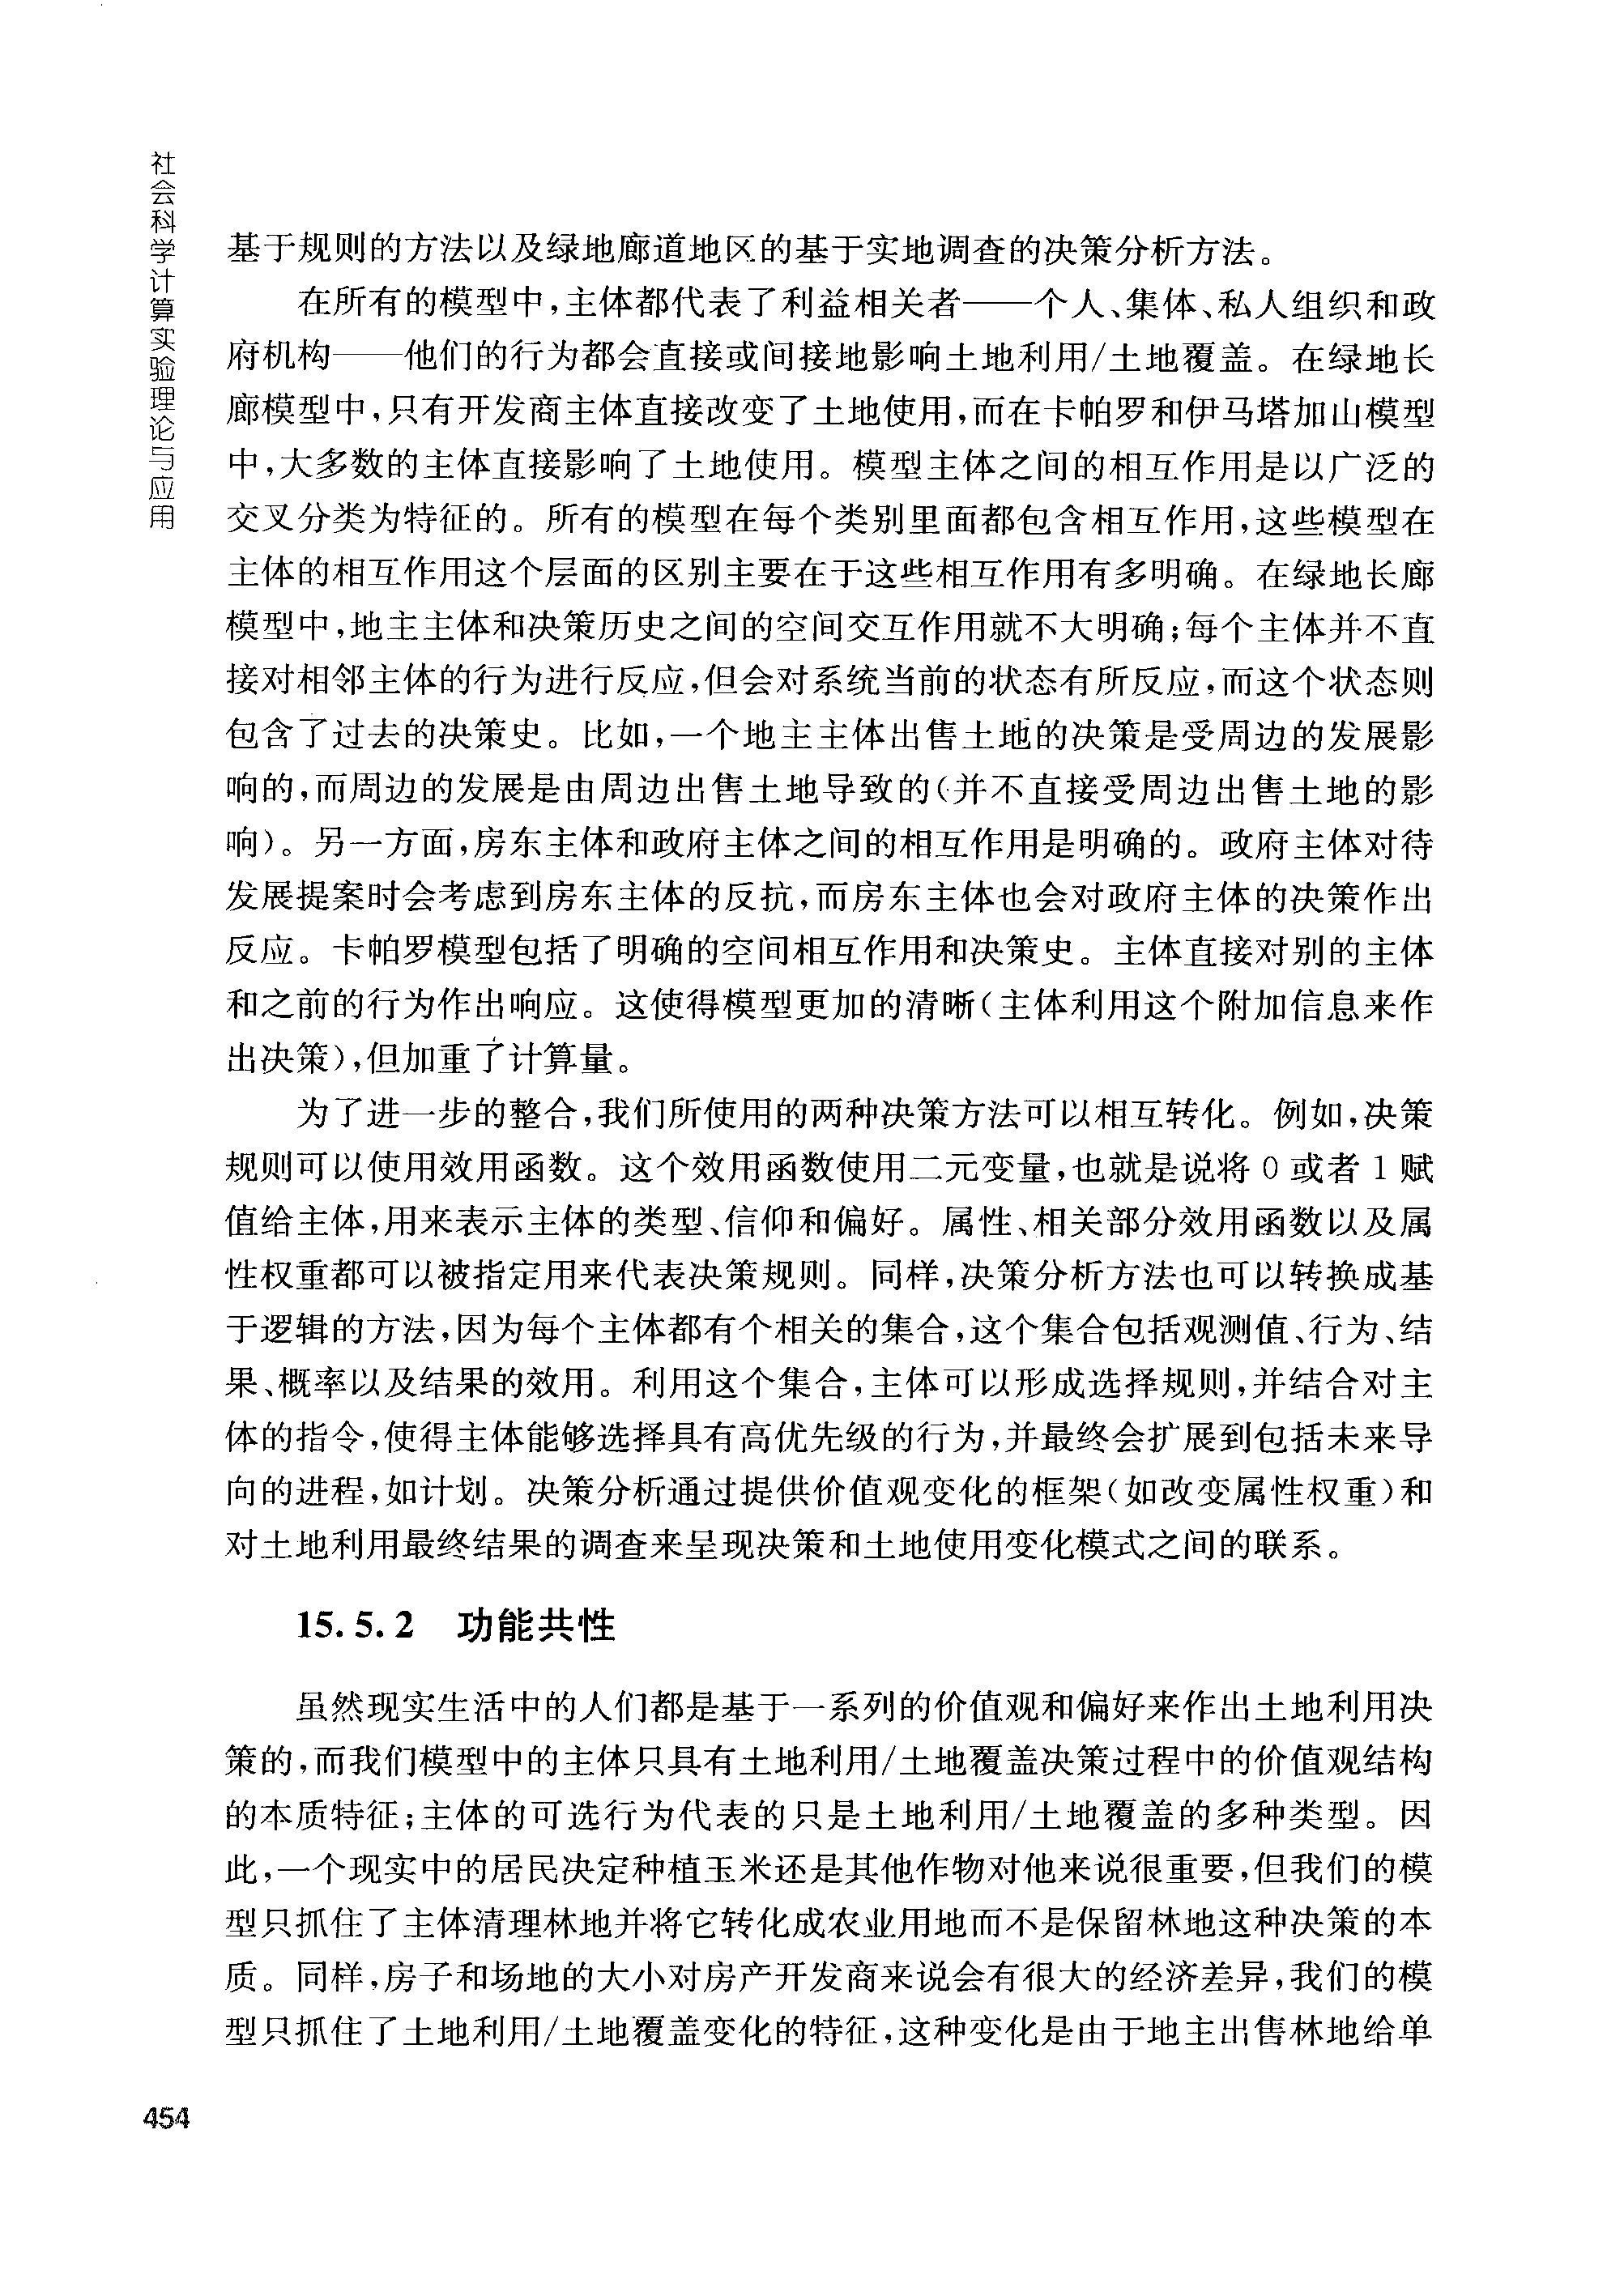 社会科学计算实验理论与应用
基于规则的方法以及绿地廊道地区的基于实地调查的决策分析方法。
在所有的模型中，主体都代表了利益相关者——个人、集体、私人组织和政
府机构——他们的行为都会直接或间接地影响土地利用/土地覆盖。在绿地长
廊模型中，只有开发商主体直接改变了土地使用，而在卡帕罗和伊马塔加山模型
中，大多数的主体直接影响了土地使用。模型主体之间的相互作用是以广泛的
交叉分类为特征的。所有的模型在每个类别里面都包含相互作用，这些模型在
主体的相互作用这个层面的区别主要在于这些相互作用有多明确。在绿地长廊
模型中，地主主体和决策历史之间的空间交互作用就不大明确；每个主体并不直
接对相邻主体的行为进行反应，但会对系统当前的状态有所反应，而这个状态则
包含了过去的决策史。比如，一个地主主体出售土地的决策是受周边的发展影
响的，而周边的发展是由周边出售土地导致的（并不直接受周边出售土地的影
响）。另一方面，房东主体和政府主体之间的相互作用是明确的。政府主体对待
发展提案时会考虑到房东主体的反抗，而房东主体也会对政府主体的决策作出
反应。卡帕罗模型包括了明确的空间相互作用和决策史。主体直接对别的主体
和之前的行为作出响应。这使得模型更加的清晰（主体利用这个附加信息来作
出决策），但加重了计算量。
为了进一步的整合，我们所使用的两种决策方法可以相互转化。例如，决策
规则可以使用效用函数。这个效用函数使用二元变量，也就是说将 0 或者 1 赋
值给主体，用来表示主体的类型、信仰和偏好。属性、相关部分效用函数以及属
性权重都可以被指定用来代表决策规则。同样，决策分析方法也可以转换成基
于逻辑的方法，因为每个主体都有个相关的集合，这个集合包括观测值、行为、结
果、概率以及结果的效用。利用这个集合，主体可以形成选择规则，并结合对主
体的指令，使得主体能够选择具有高优先级的行为，并最终会扩展到包括未来导
向的进程，如计划。决策分析通过提供价值观变化的框架（如改变属性权重）和
对土地利用最终结果的调查来呈现决策和土地使用变化模式之间的联系。
15.5.2 功能共性
虽然现实生活中的人们都是基于一系列的价值观和偏好来作出土地利用决
策的，而我们模型中的主体只具有土地利用/土地覆盖决策过程中的价值观结构
的本质特征；主体的可选行为代表的只是土地利用/土地覆盖的多种类型。因
此，一个现实中的居民决定种植玉米还是其他作物对他来说很重要，但我们的模
型只抓住了主体清理林地并将它转化成农业用地而不是保留林地这种决策的本
质。同样，房子和场地的大小对房产开发商来说会有很大的经济差异，我们的模
型只抓住了土地利用/土地覆盖变化的特征，这种变化是由于地主出售林地给单
454